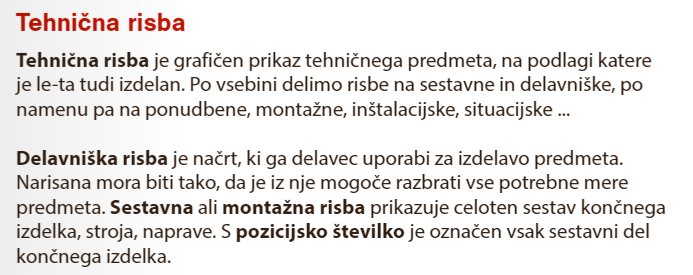 Tehnična risba
Tehnična risba je grafičen prikaz tehničnega predmeta, na podlagi katere
je le-ta tudi izdelan. Po vsebini delimo risbe na sestavne in delavniške, po
namenu pa na ponudbene, montažne, inštalacijske, situacijske ...
Delavniška risba je načrt, ki ga delavec uporabi za izdelavo predmeta.
Narisana mora biti tako, da je iz nje mogoče razbrati vse potrebne mere
predmeta. Sestavna ali montažna risba prikazuje celoten sestav končnega
izdelka, stroja, naprave. S pozicijsko številko je označen vsak sestavni del
končnega izdelka.